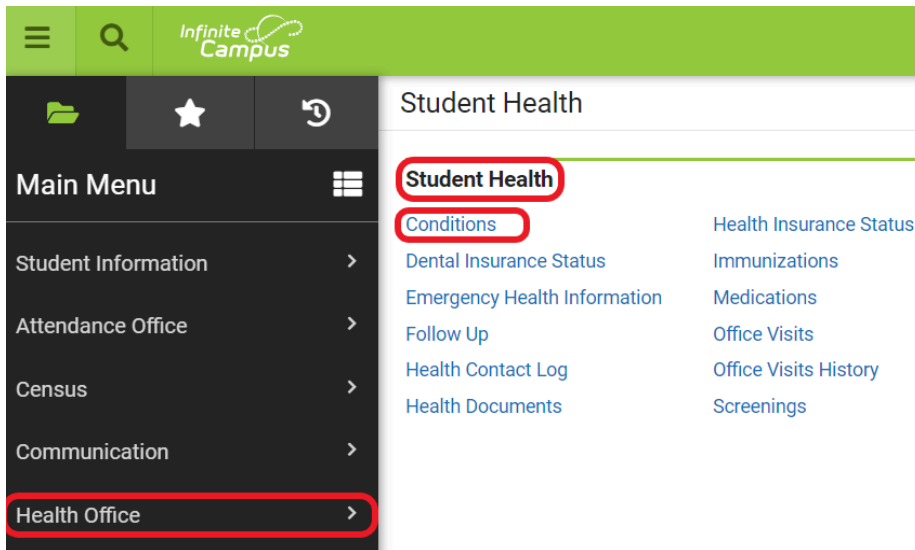 Infinite
Campus
Student Health
Main Menu
Student Information
Attendance Office
Census
Communication
Health Office
Student Health
Conditions
Health Insurance Status
Dental Insurance Status
Immunizations
Emergency Health Information
Medications
Follow Up
Office Visits
Health Contact Log
Office Visits History
Health Documents
Screenings